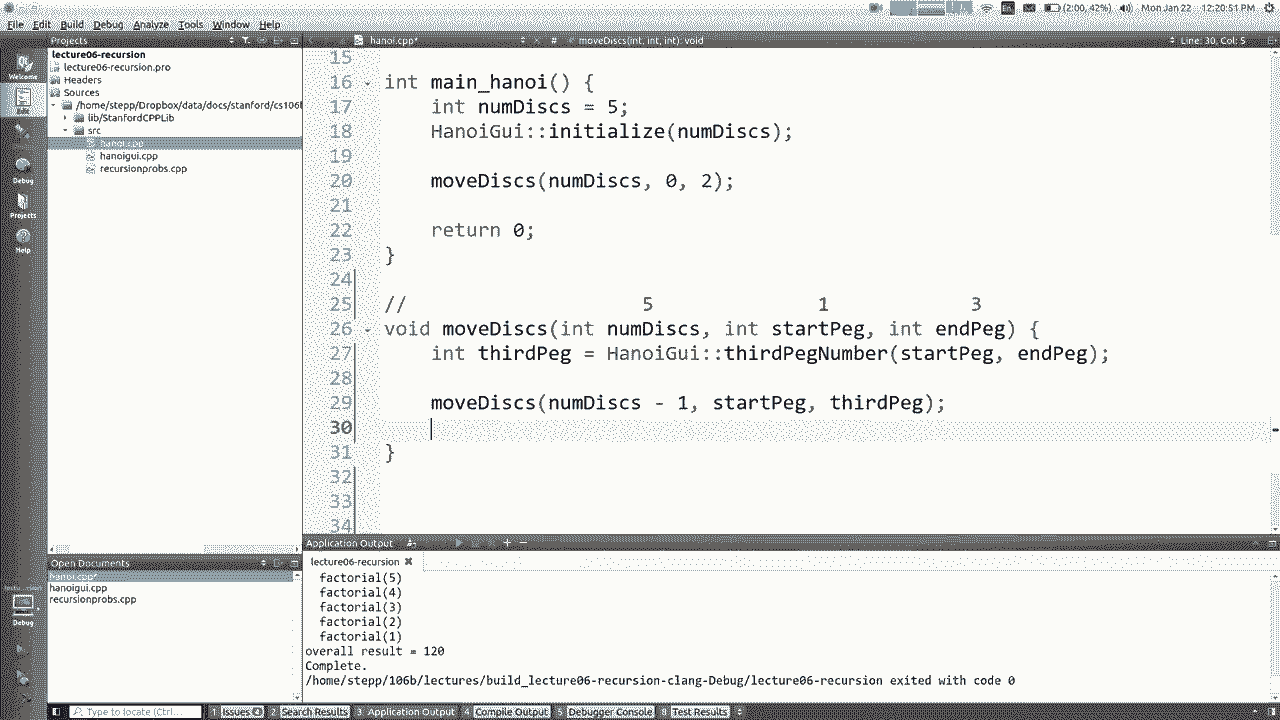 (2:00, 42%) Mon Jan 22 12:20:51 PM
File Edit Build Debug Analyze Tools Window Help
Projects
hanoi.cpp*
moveDiscs(int, int, int): void
Line: 30, Col: 5
Welcome
Debug
Projects
Help
Debug
lecture06-recursion
lecture06-recursion.pro
Headers
Sources
/home/stepp/Dropbox/data/docs/stanford/cs106b
lib/StanfordCPPLib
src
hanoi.cpp
hanoigui.cpp
recursionprobs.cpp
Open Documents
hanoi.cpp*
hanoigui.cpp
recursionprobs.cpp
15
16 int main_hanoi() {
17 int numDiscs = 5;
18 HanoiGui::initialize(numDiscs);
19
20 moveDiscs(numDiscs, 0, 2);
21
22 return 0;
23 }
24
25 // 5 1 3
26 void moveDiscs(int numDiscs, int startPeg, int endPeg) {
27 int thirdPeg = HanoiGui::thirdPegNumber(startPeg, endPeg);
28
29 moveDiscs(numDiscs - 1, startPeg, thirdPeg);
30
31 }
32
33
34
Application Output
lecture06-recursion
factorial(5)
factorial(4)
factorial(3)
factorial(2)
factorial(1)
overall result = 120
Complete.
/home/stepp/106b/lectures/build_lecture06-recursion-clang-Debug/lecture06-recursion exited with code 0
Type to locate (Ctrl... 1 Issues 4 2 Search Results 3 Application Output 4 Compile Output 5 Debugger Console 8 Test Results